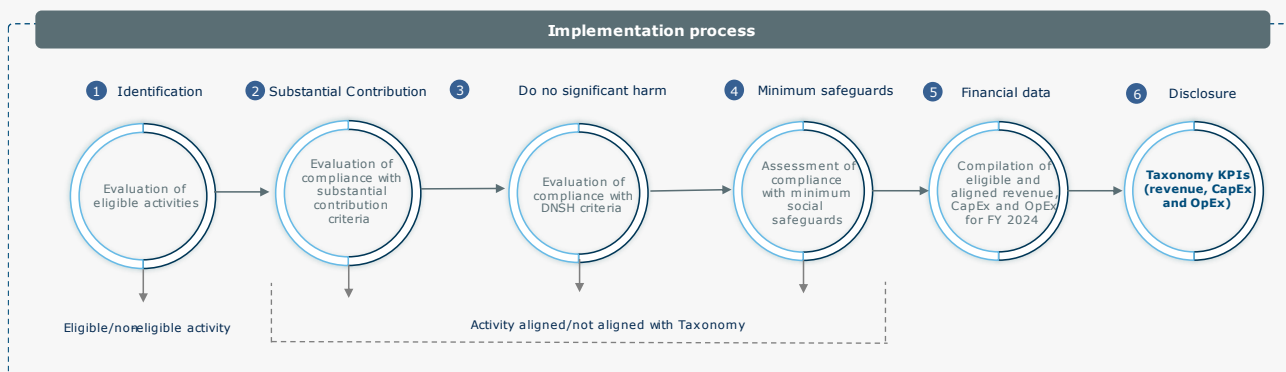 Implementation process
1 Identification
2 Substantial Contribution
3 Do no significant harm
4 Minimum safeguards
5 Financial data
6 Disclosure
Evaluation of
eligible activities
Evaluation of
compliance with
substantial
contribution
criteria
Evaluation of
compliance with
DNSH criteria
Assessment of
compliance
with minimum
social
safeguards
Compilation of
eligible and
aligned revenue,
CapEx and OpEx
for FY 2024
Taxonomy KPIs
(revenue, CapEx
and OpEx)
Eligible/non-eligible activity
Activity aligned/not aligned with Taxonomy